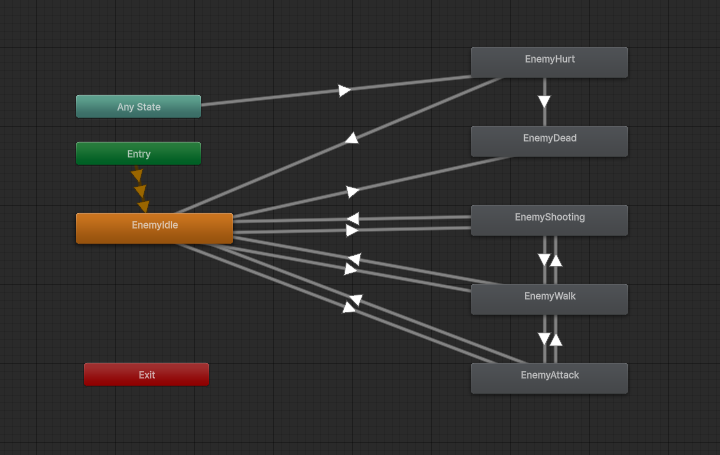 EnemyHurt
Any State
EnemyDead
Entry
EnemyShooting
EnemyIdle
EnemyWalk
Exit
EnemyAttack